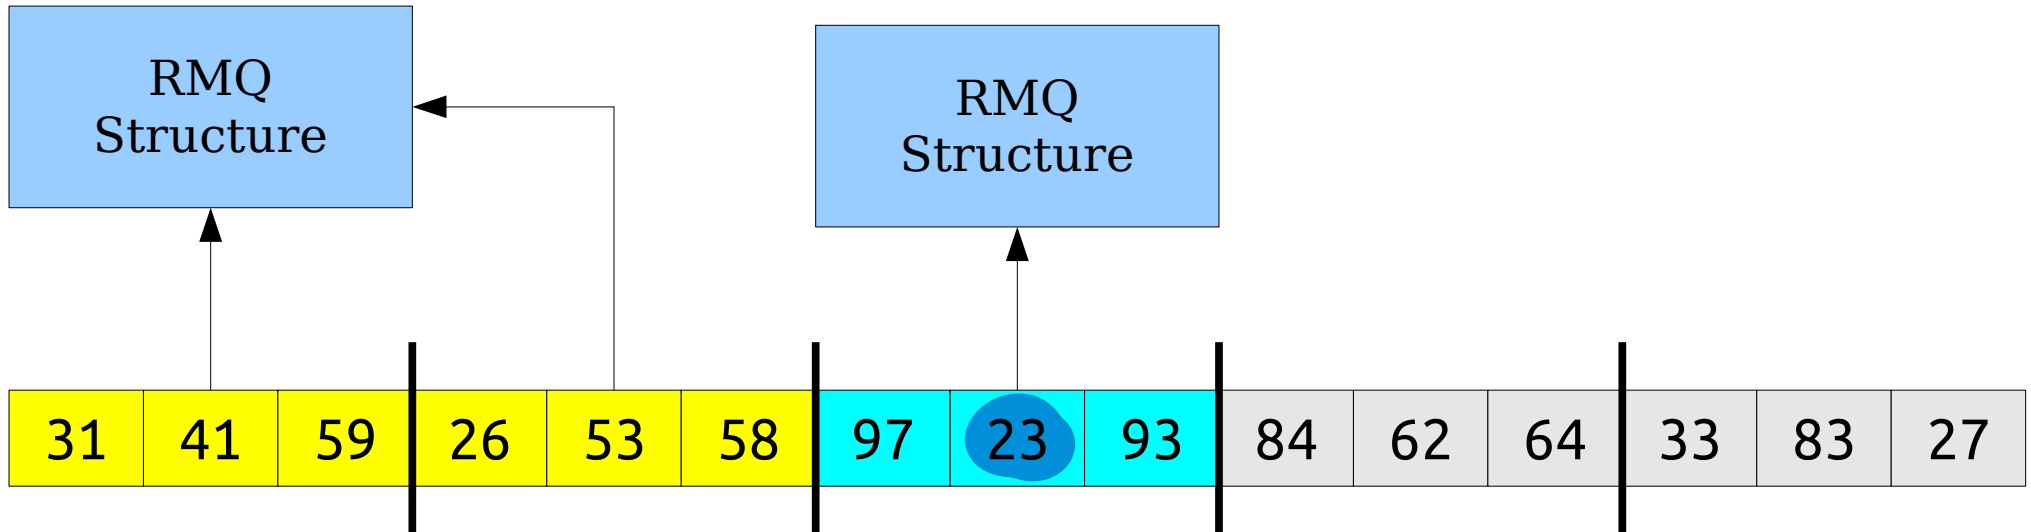 RMQ
Structure
RMQ
Structure
31 41 59 26 53 58 97 23 93 84 62 64 33 83 27